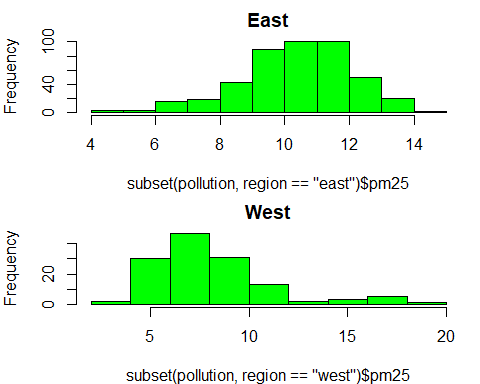 East
Frequency
0 40 100
4 6 8 10 12 14
subset(pollution, region == "east")$pm25
West
Frequency
0 20
5 10 15 20
subset(pollution, region == "west")$pm25